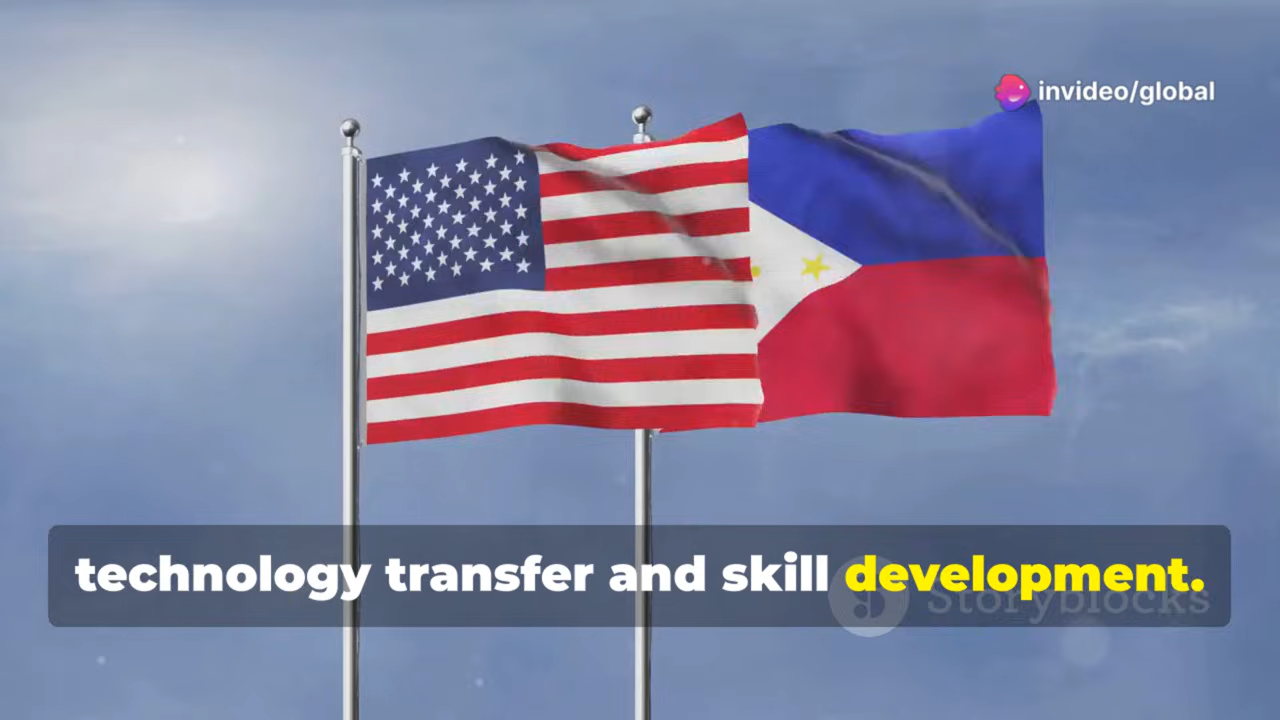 invideo/global
technology transfer and skill development.
Storyblocks